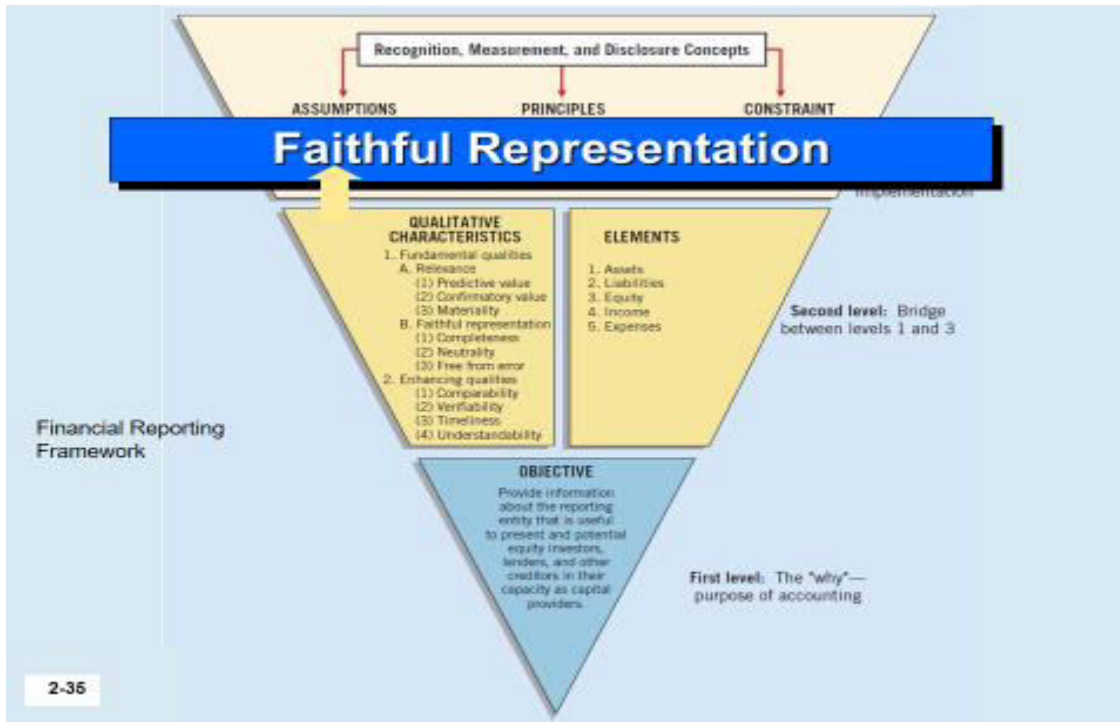 Recognition, Measurement, and Disclosure Concepts
ASSUMPTIONS
PRINCIPLES
CONSTRAINT
Faithful Representation
implementation
QUALITATIVE
CHARACTERISTICS
1. Fundamental qualities
A. Relevance
(1) Predictive value
(2) Confirmatory value
(3) Materiality
B. Faithful representation
(1) Completeness
(2) Neutrality
(3) Free from error
2. Enhancing qualities
(1) Comparability
(2) Verifiability
(3) Timeliness
(4) Understandability
ELEMENTS
1. Assets
2. Liabilities
3. Equity
4. Income
5. Expenses
Second level: Bridge
between levels 1 and 3
Financial Reporting
Framework
OBJECTIVE
Provide information
about the reporting
entity that is useful
to present and potential
equity investors,
lenders, and other
creditors in their
capacity as capital
providers.
First level: The "why"—
purpose of accounting
2-35